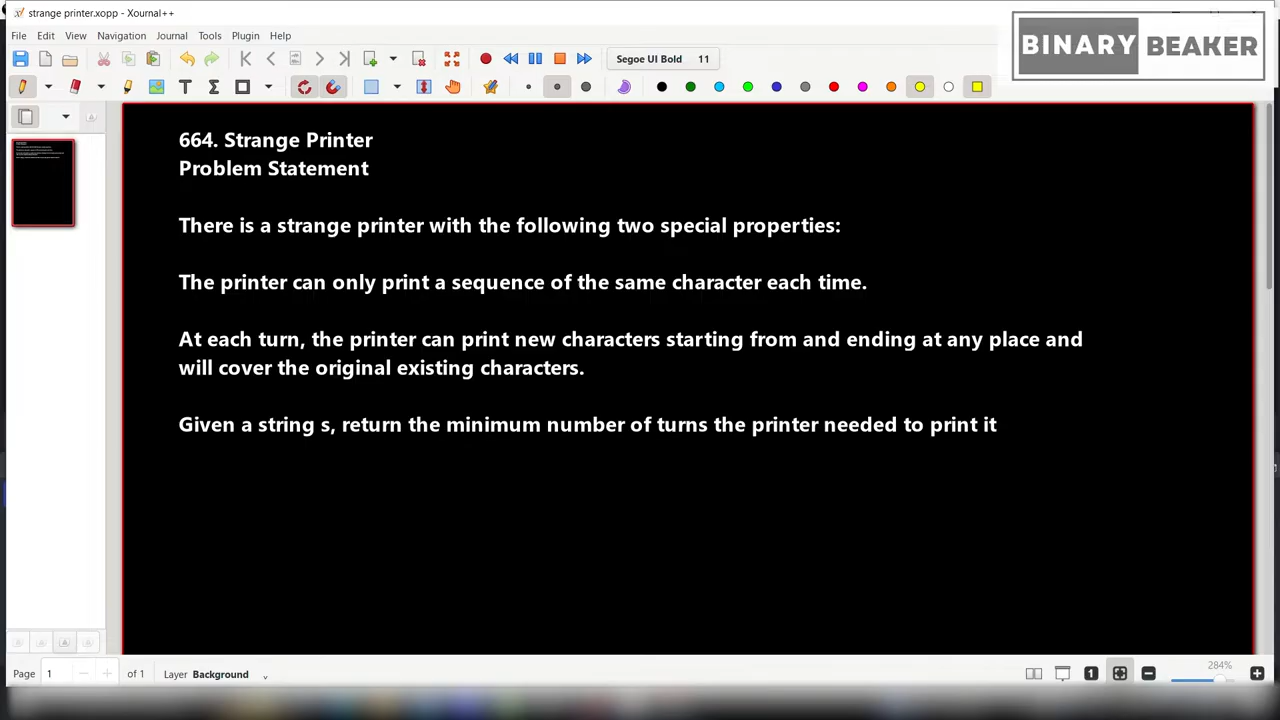 strange printer.xopp - Xournal++
BINARY BEAKER
File Edit View Navigation Journal Tools Plugin Help
Segoe UI Bold 11
664. Strange Printer
Problem Statement
There is a strange printer with the following two special properties:
The printer can only print a sequence of the same character each time.
At each turn, the printer can print new characters starting from and ending at any place and
will cover the original existing characters.
Given a string s, return the minimum number of turns the printer needed to print it
Page 1 of 1 Layer Background 284%